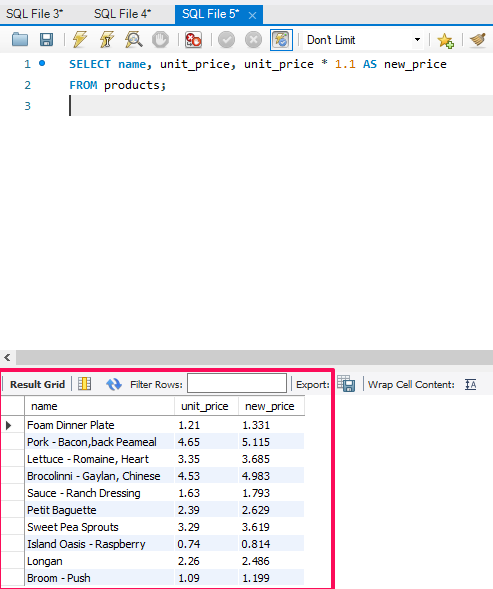 SQL File 3* SQL File 4* SQL File 5* ×
Don't Limit
1 SELECT name, unit_price, unit_price * 1.1 AS new_price
2 FROM products;
3
Result Grid Filter Rows: Export: Wrap Cell Content: IA
name unit_price new_price
Foam Dinner Plate 1.21 1.331
Pork - Bacon,back Peameal 4.65 5.115
Lettuce - Romaine, Heart 3.35 3.685
Brocolinni - Gaylan, Chinese 4.53 4.983
Sauce - Ranch Dressing 1.63 1.793
Petit Baguette 2.39 2.629
Sweet Pea Sprouts 3.29 3.619
Island Oasis - Raspberry 0.74 0.814
Longan 2.26 2.486
Broom - Push 1.09 1.199